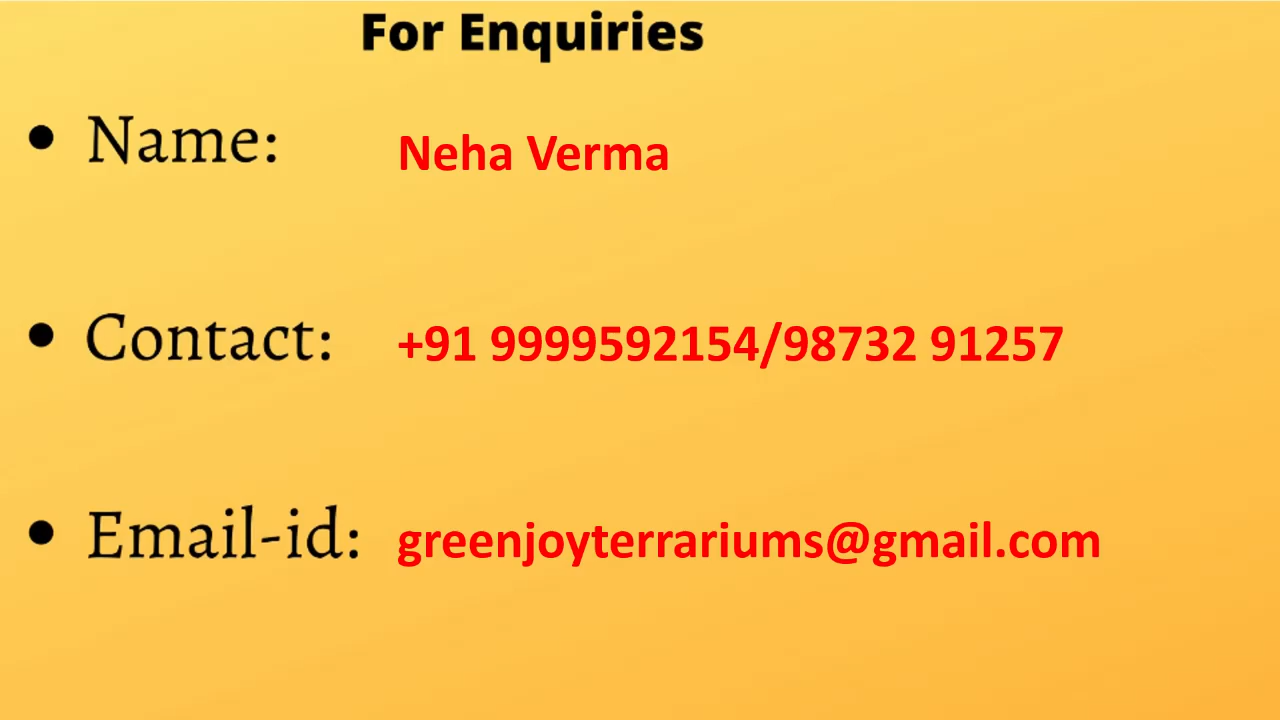 For Enquiries
• Name: Neha Verma
• Contact: +91 9999592154/98732 91257
• Email-id: greenjoyterrariums@gmail.com